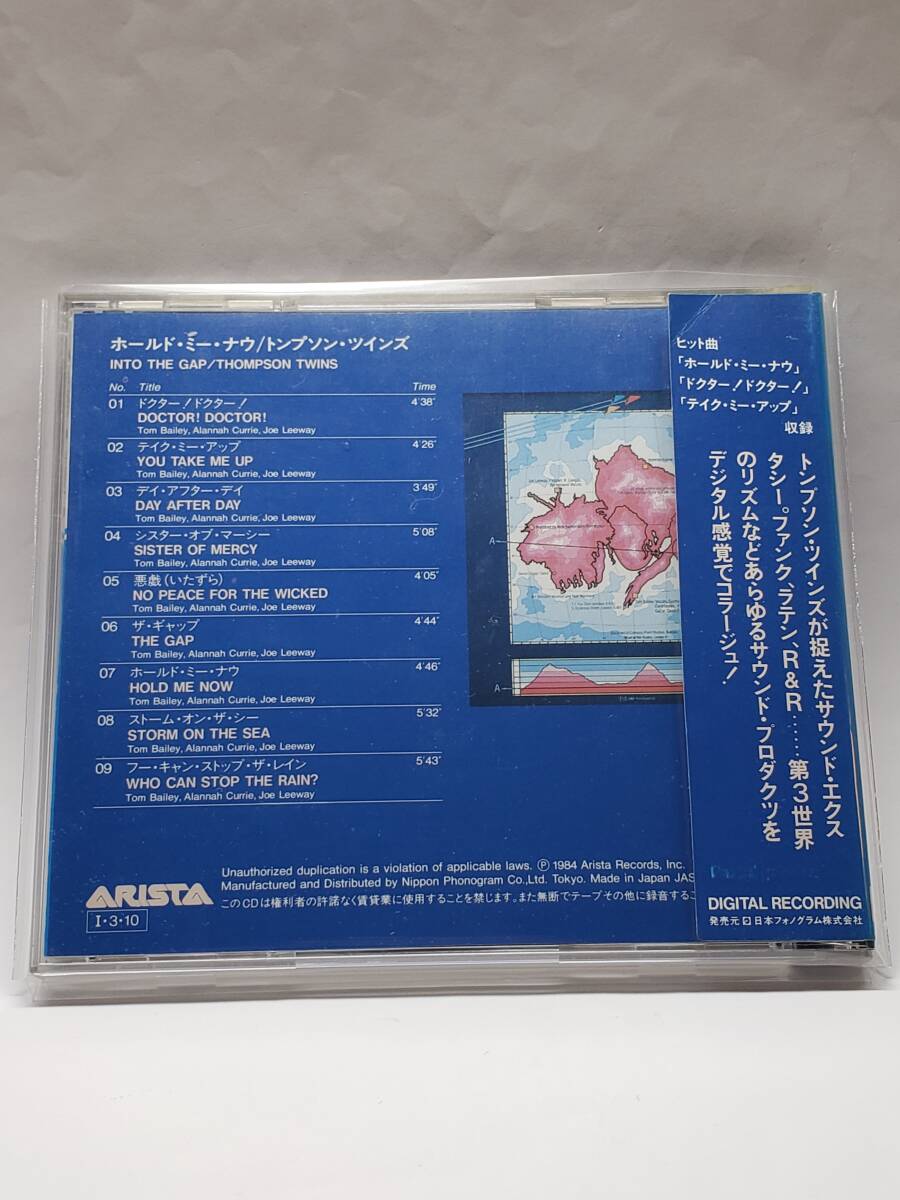 ホールド・ミー・ナウ/トンプソン・ツインズ
INTO THE GAP/THOMPSON TWINS
No. Title Time
01 ドクター!ドクター! 4'38"
DOCTOR! DOCTOR!
Tom Bailey, Alannah Currie, Joe Leeway
02 テイク・ミー・アップ 4'26"
YOU TAKE ME UP
Tom Bailey, Alannah Currie, Joe Leeway
03 デイ・アフター・デイ 3'49"
DAY AFTER DAY
Tom Bailey, Alannah Currie, Joe Leeway
04 シスター・オブ・マーシー 5'08"
SISTER OF MERCY
Tom Bailey, Alannah Currie, Joe Leeway
05 悪戯(いたずら) 4'05"
NO PEACE FOR THE WICKED
Tom Bailey, Alannah Currie, Joe Leeway
06 ザ・ギャップ 4'44"
THE GAP
Tom Bailey, Alannah Currie, Joe Leeway
07 ホールド・ミー・ナウ 4'46"
HOLD ME NOW
Tom Bailey, Alannah Currie, Joe Leeway
08 ストーム・オン・ザ・シー 5'32"
STORM ON THE SEA
Tom Bailey, Alannah Currie, Joe Leeway
09 フー・キャン・ストップ・ザ・レイン 5'43"
WHO CAN STOP THE RAIN?
Tom Bailey, Alannah Currie, Joe Leeway
A
A
Unauthorized duplication is a violation of applicable laws. Ⓟ 1984 Arista Records, Inc.
Manufactured and Distributed by Nippon Phonogram Co.,Ltd. Tokyo. Made in Japan JAS
このCDは権利者の許諾なく賃貸業に使用することを禁じます。また無断でテープその他に録音するこ
ARISTA
I・3・10
ヒット曲
「ホールド・ミー・ナウ」
「ドクター!ドクター!」
「テイク・ミー・アップ」
収録
トンプソン・ツインズが捉えたサウンド・エクス
タシー。ファンク、ラテン、R&R……第3世界
のリズムなどあらゆるサウンド・プロダクツを
デジタル感覚でコラージュ!
DIGITAL RECORDING
発売元 日本フォノグラム株式会社